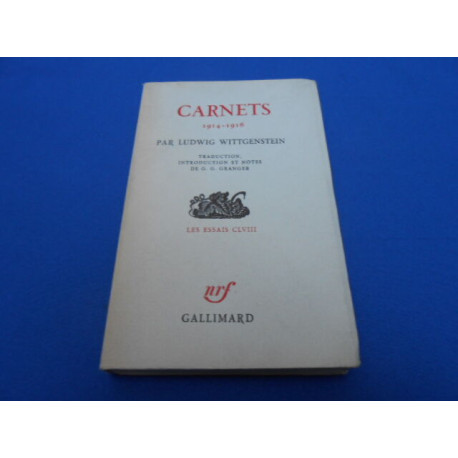 CARNETS
1914-1916
PAR LUDWIG WITTGENSTEIN
TRADUCTION,
INTRODUCTION ET NOTES
DE G. G. GRANGER
LES ESSAIS CLVIII
nrf
GALLIMARD